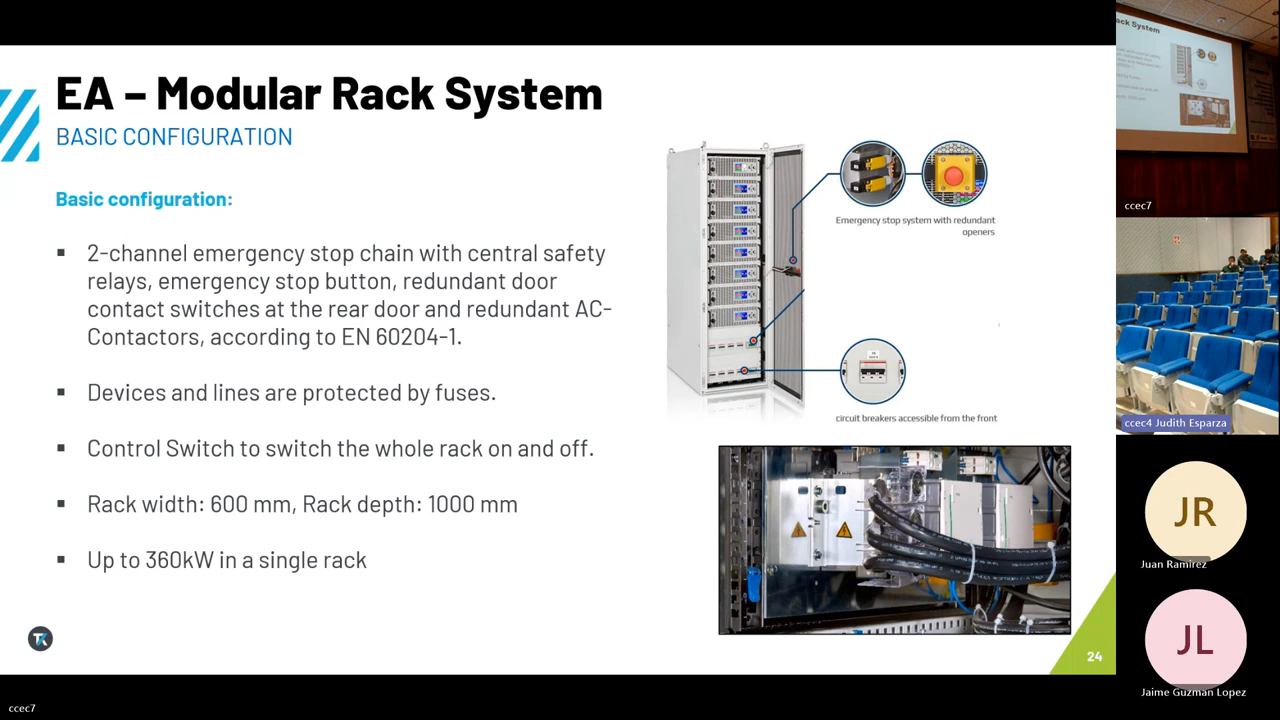 EA – Modular Rack System
BASIC CONFIGURATION
Basic configuration:
▪ 2-channel emergency stop chain with central safety
relays, emergency stop button, redundant door
contact switches at the rear door and redundant AC-
Contactors, according to EN 60204-1.
▪ Devices and lines are protected by fuses.
▪ Control Switch to switch the whole rack on and off.
▪ Rack width: 600 mm, Rack depth: 1000 mm
▪ Up to 360kW in a single rack
Emergency stop system with redundant
openers
circuit breakers accessible from the front
24
ccec7
ack System
ccec7
ccec4 Judith Esparza
JR
Juan Ramirez
JL
Jaime Guzman Lopez